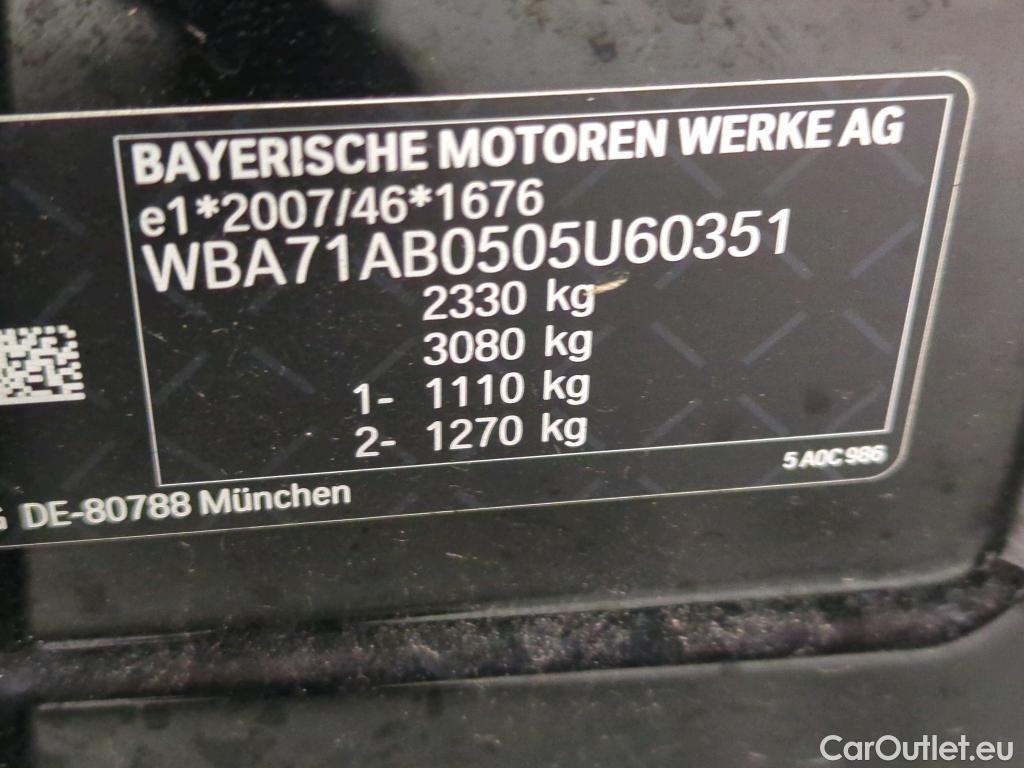 BAYERISCHE MOTOREN WERKE AG
e1*2007/46*1676
WBA71AB0505U60351
2330 kg
3080 kg
1- 1110 kg
2- 1270 kg
5 A0C 986
G DE-80788 München
CarOutlet.eu